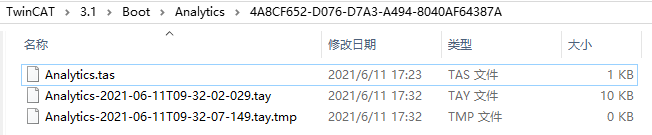 TwinCAT > 3.1 > Boot > Analytics > 4A8CF652-D076-D7A3-A494-8040AF64387A
名称 修改日期 类型 大小
Analytics.tas 2021/6/11 17:23 TAS 文件 1 KB
Analytics-2021-06-11T09-32-02-029.tay 2021/6/11 17:32 TAY 文件 10 KB
Analytics-2021-06-11T09-32-07-149.tay.tmp 2021/6/11 17:32 TMP 文件 0 KB